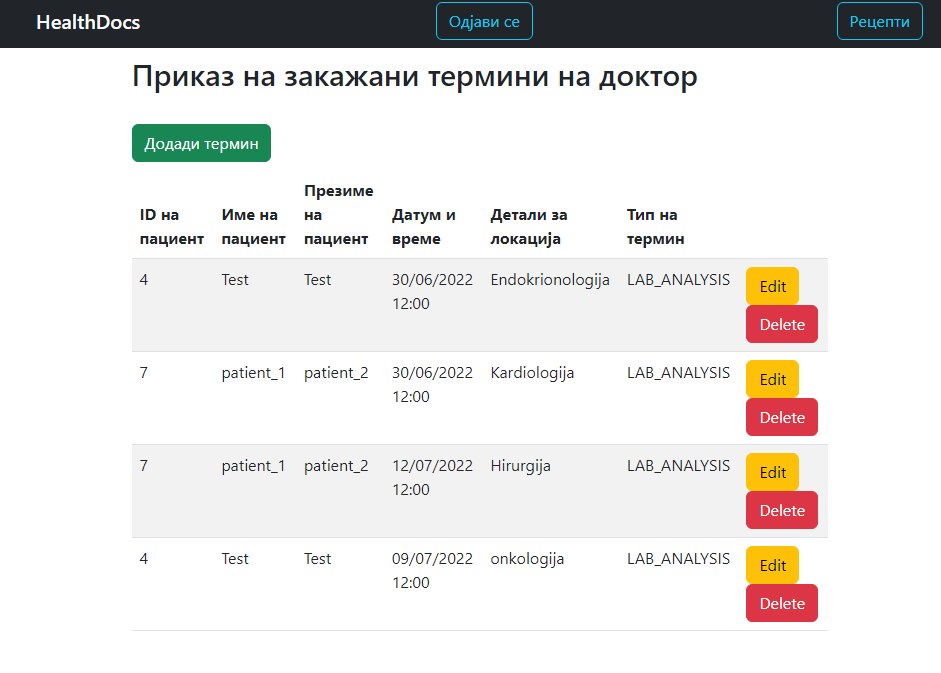 HealthDocs Одјави се Рецепти
Приказ на закажани термини на доктор
Додади термин
ID на пациент Име на пациент Презиме на пациент Датум и време Детали за локација Тип на термин
4 Test Test 30/06/2022 12:00 Endokrionologija LAB_ANALYSIS Edit Delete
7 patient_1 patient_2 30/06/2022 12:00 Kardiologija LAB_ANALYSIS Edit Delete
7 patient_1 patient_2 12/07/2022 12:00 Hirurgija LAB_ANALYSIS Edit Delete
4 Test Test 09/07/2022 12:00 onkologija LAB_ANALYSIS Edit Delete